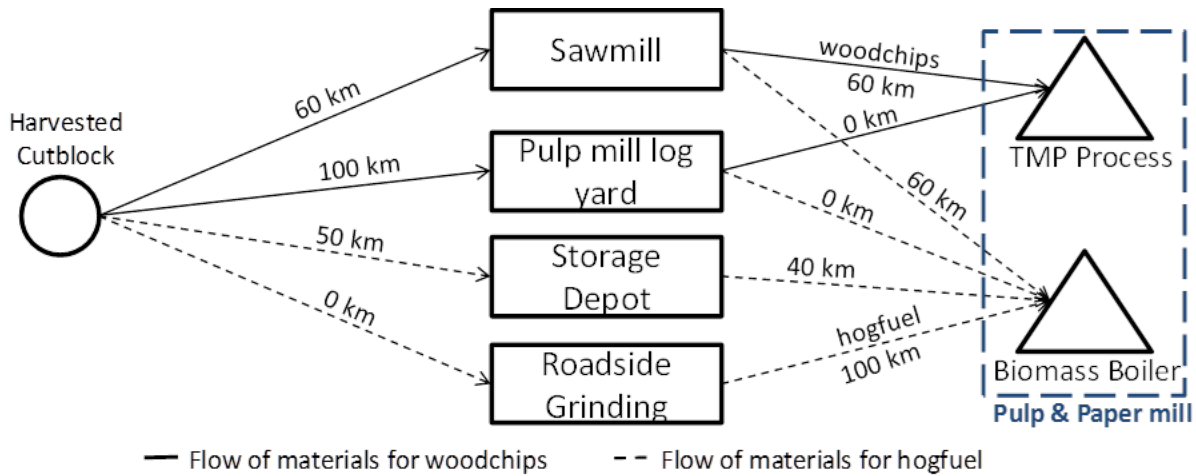 Harvested
Cutblock
60 km
100 km
50 km
0 km
Sawmill
Pulp mill log
yard
Storage
Depot
Roadside
Grinding
woodchips
60 km
0 km
60 km
0 km
40 km
hogfuel
100 km
TMP Process
Biomass Boiler
Pulp & Paper mill
Flow of materials for woodchips
Flow of materials for hogfuel